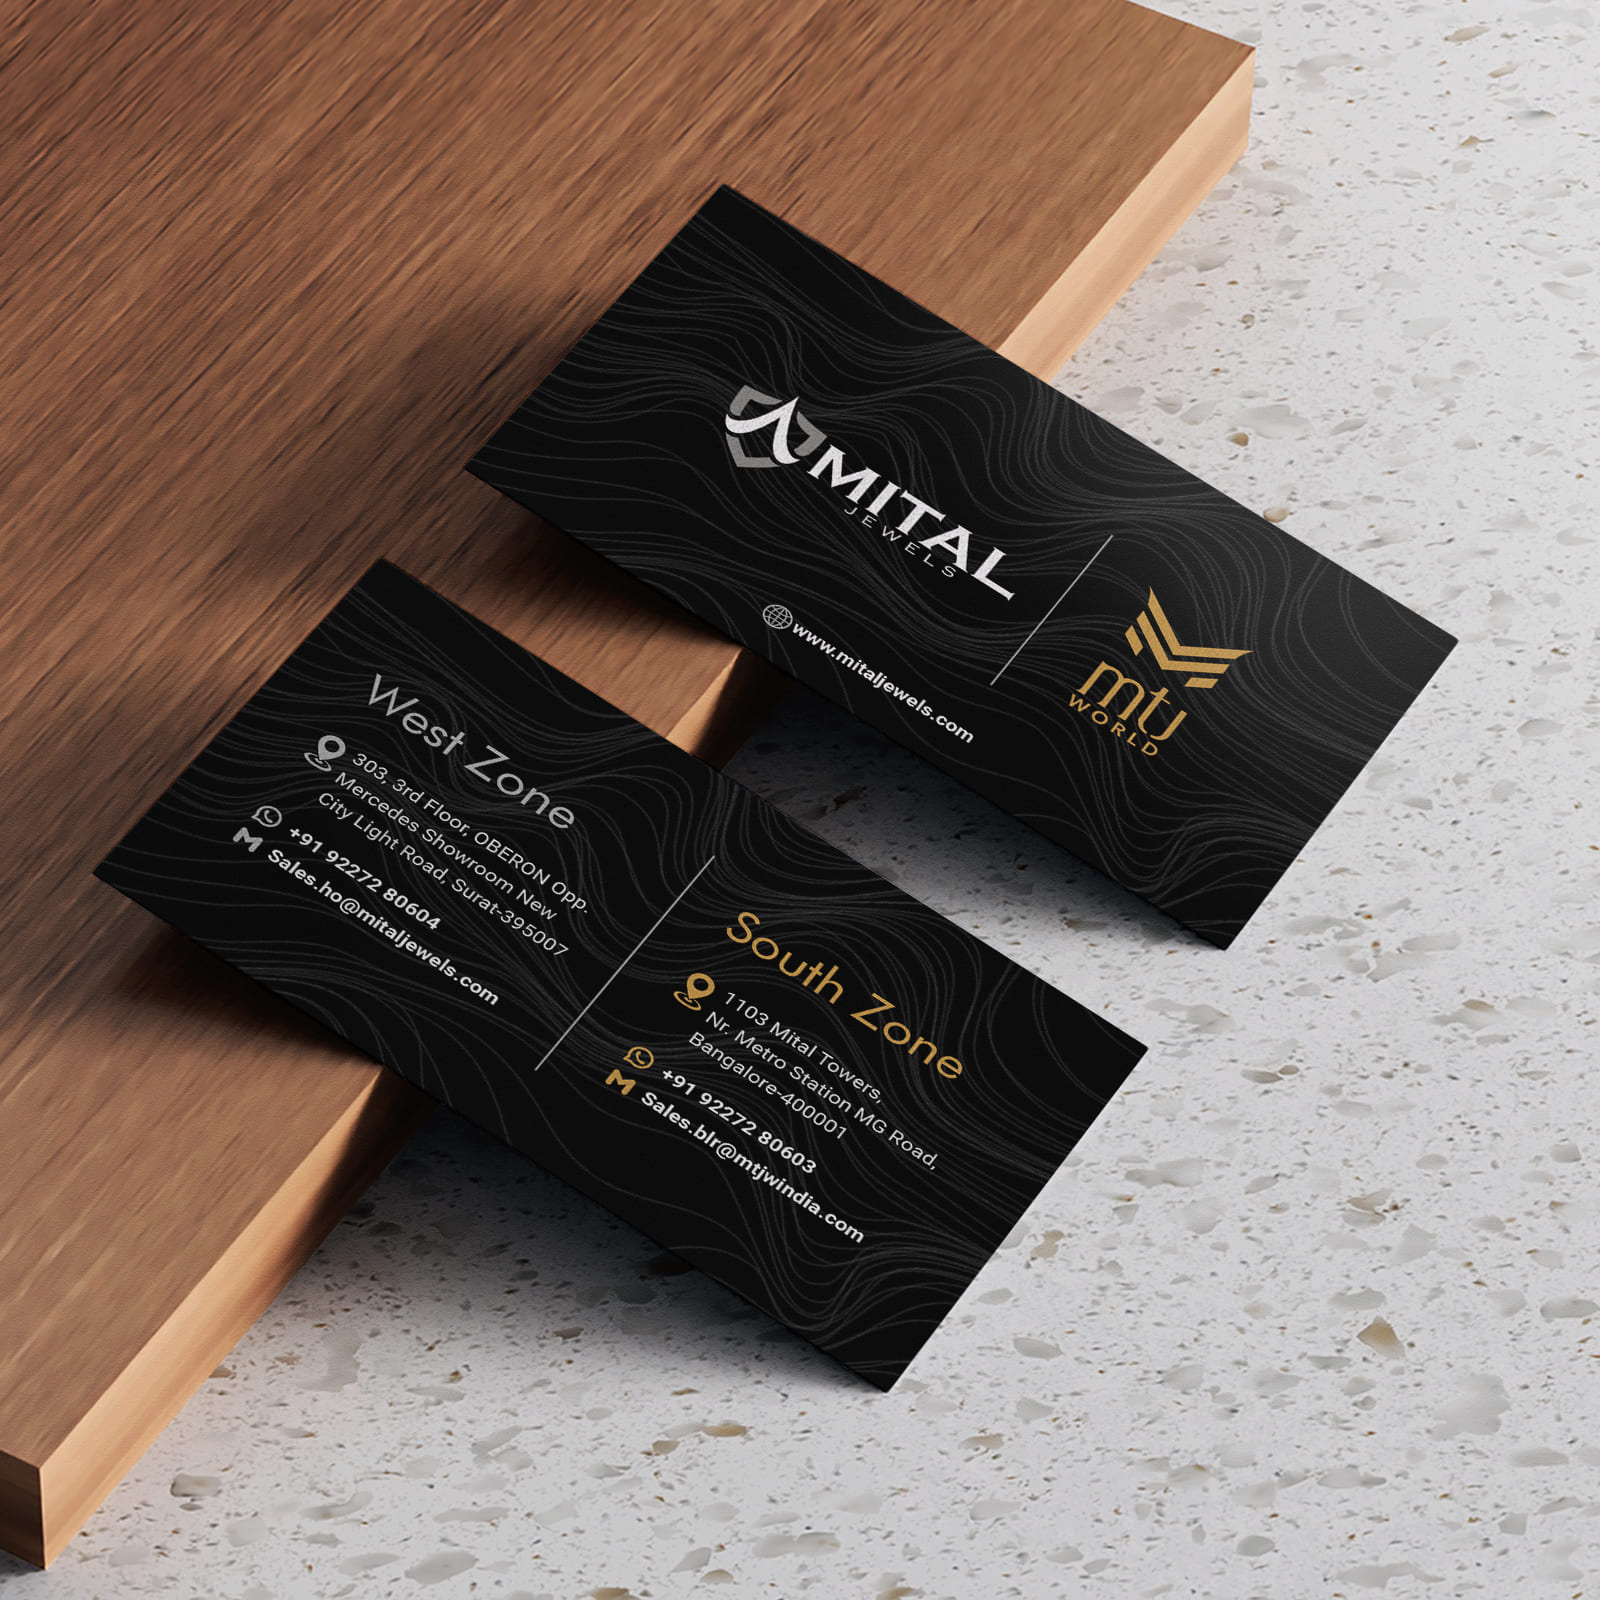 MITAL
JEWELS
www.mitaljewels.com
mtj
WORLD
West Zone
303, 3rd Floor, OBERON Opp.
Mercedes Showroom New
City Light Road, Surat-395007
+91 92272 80604
Sales.ho@mitaljewels.com
South Zone
1103 Mital Towers,
Nr. Metro Station MG Road,
Bangalore-400001
+91 92272 80603
Sales.blr@mtjwindia.com